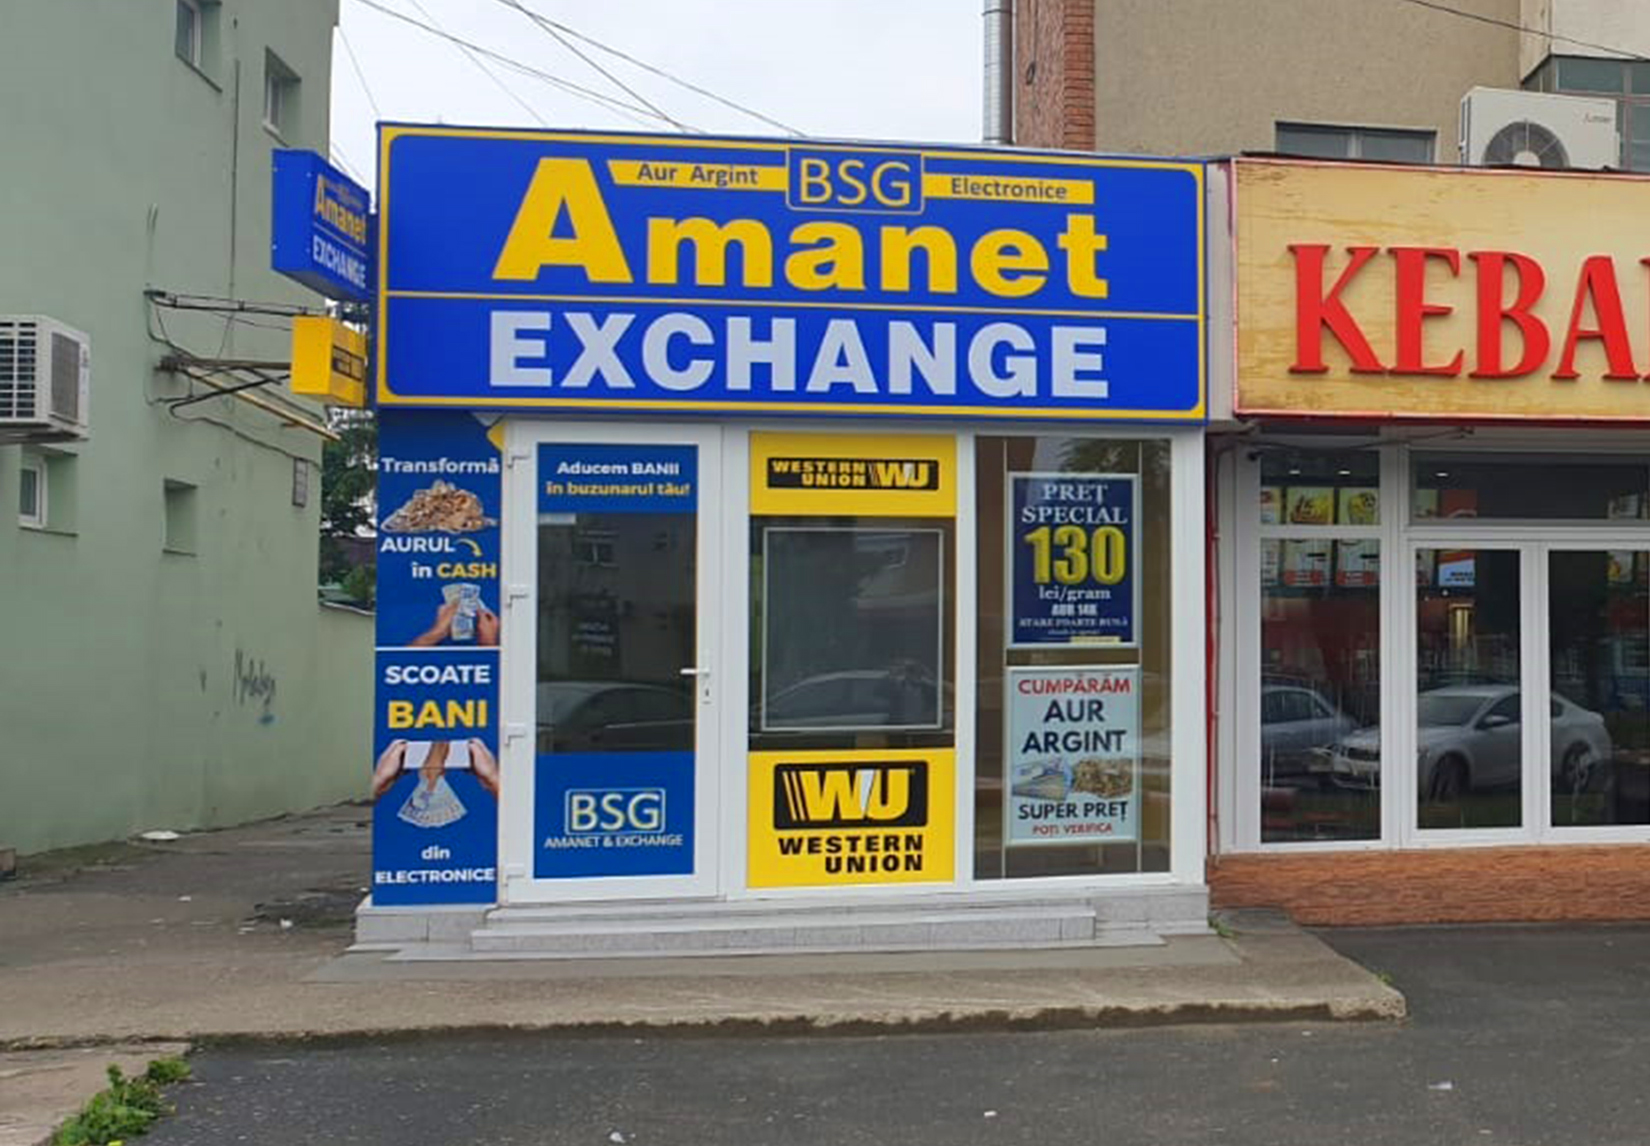 Aur Argint
BSG
Electronice
Amanet
EXCHANGE
Amanet
EXCHANGE
KEBA
Transformă
AURUL
în CASH
SCOATE
BANI
din
ELECTRONICE
Aducem BANII
în buzunarul tău!
BSG
AMANET & EXCHANGE
WESTERN
UNION
WU
WU
WESTERN
UNION
PREȚ
SPECIAL
130
lei/gram
AUR 14K
STARE FOARTE BUNĂ
CUMPĂRĂM
AUR
ARGINT
SUPER PREȚ
POȚI VERIFICA